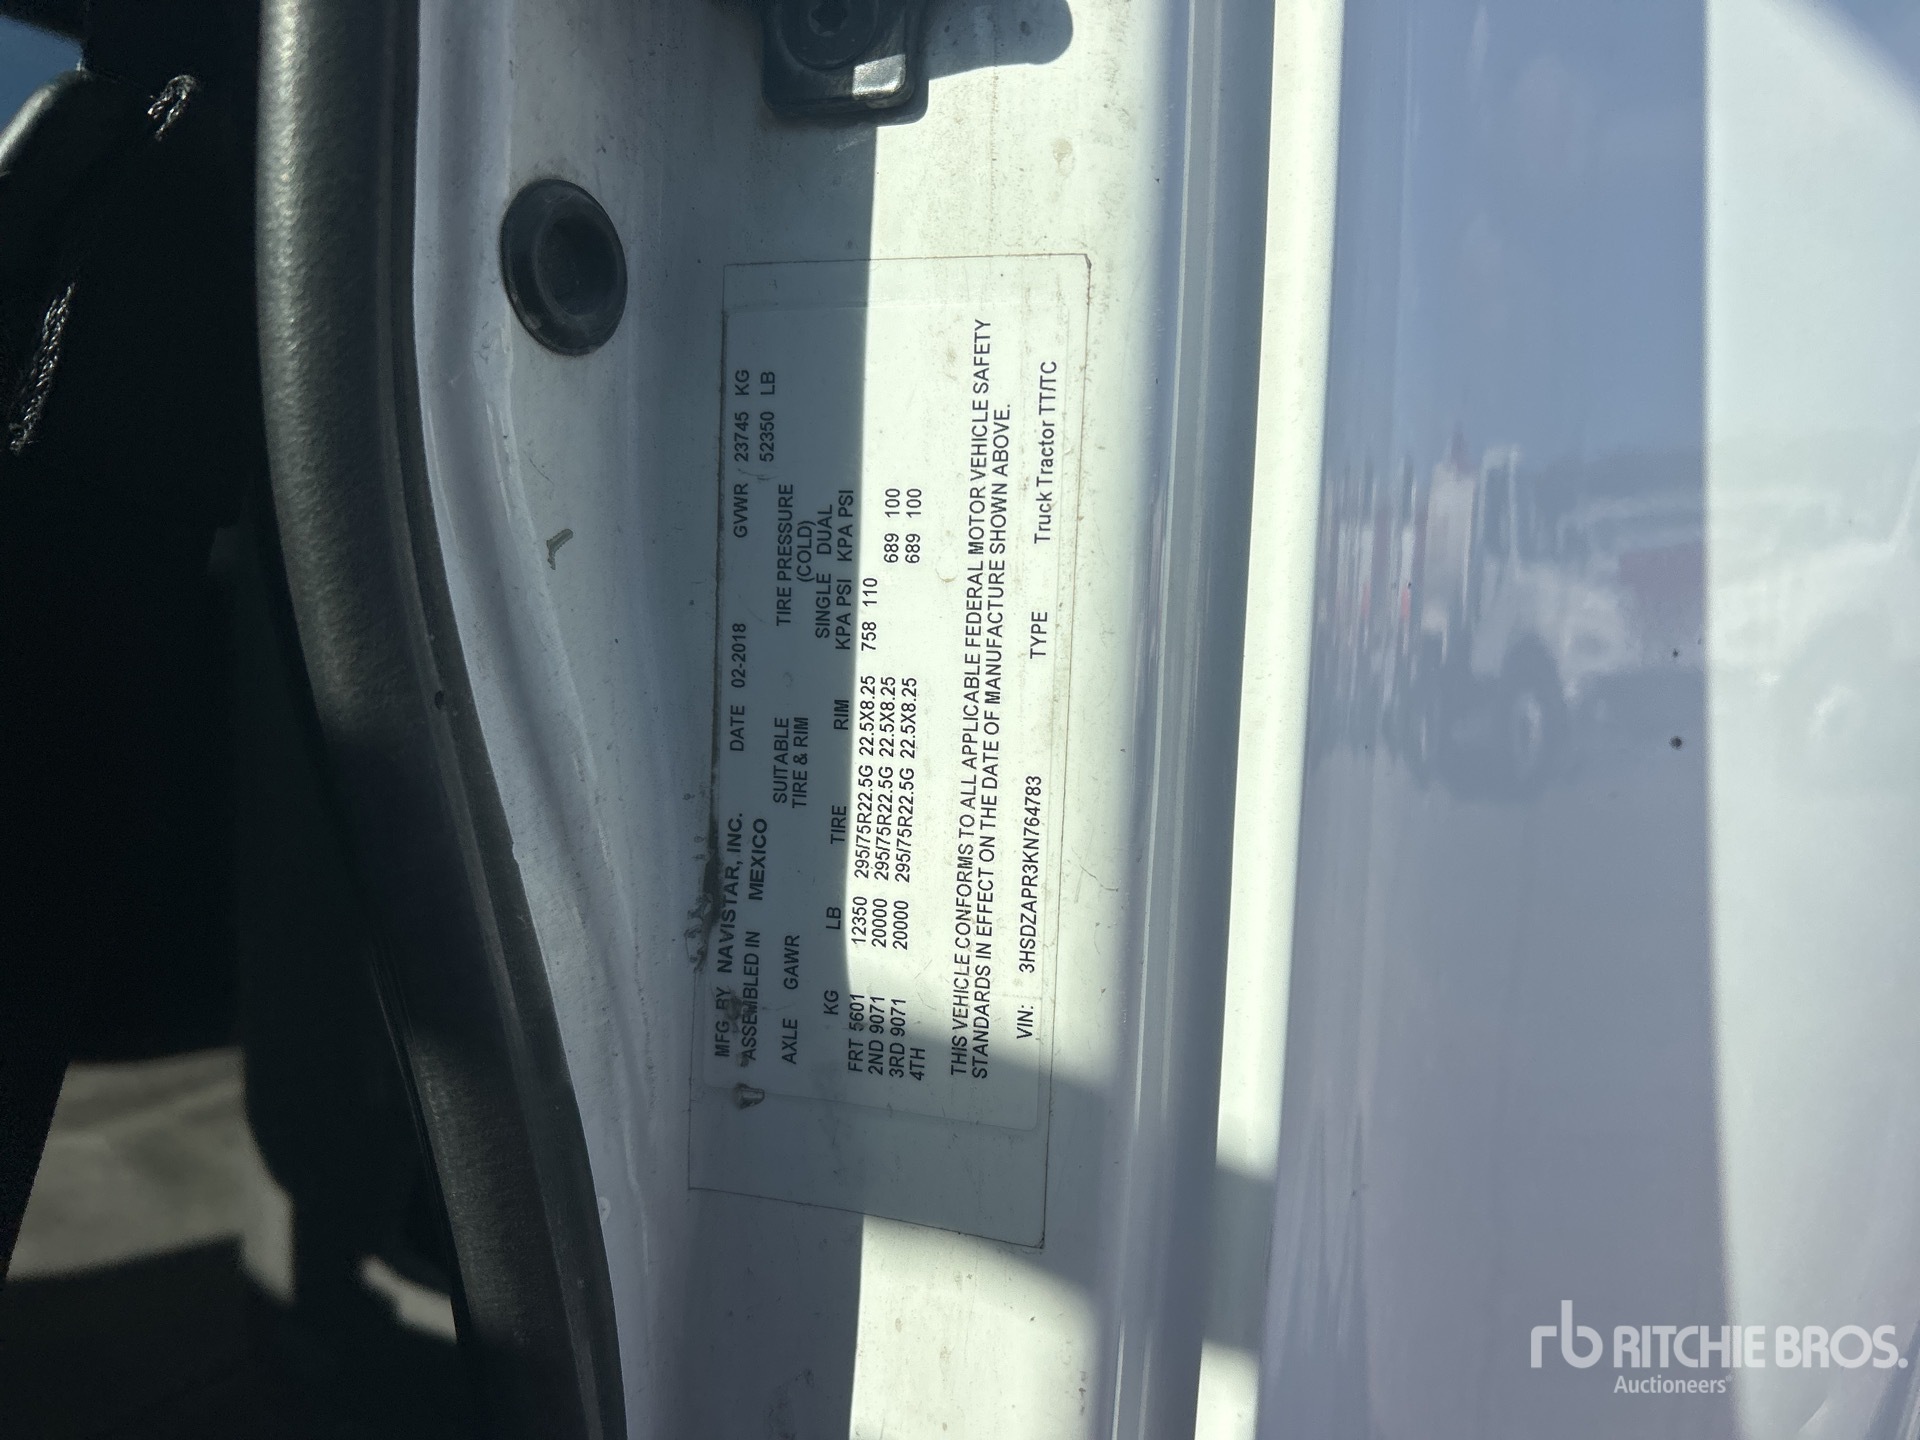 MFG BY NAVISTAR, INC. DATE 02-2018 GVWR 23745 KG
ASSEMBLED IN MEXICO 52350 LB
AXLE GAWR SUITABLE TIRE PRESSURE
TIRE & RIM (COLD)
SINGLE DUAL
KG LB TIRE RIM KPA PSI KPA PSI
FRT 5601 12350 295/75R22.5G 22.5X8.25 758 110
2ND 9071 20000 295/75R22.5G 22.5X8.25 689 100
3RD 9071 20000 295/75R22.5G 22.5X8.25 689 100
4TH
THIS VEHICLE CONFORMS TO ALL APPLICABLE FEDERAL MOTOR VEHICLE SAFETY
STANDARDS IN EFFECT ON THE DATE OF MANUFACTURE SHOWN ABOVE.
VIN: 3HSDZAPR3KN764783 TYPE Truck Tractor TT/TC
rb RITCHIE BROS.
Auctioneers